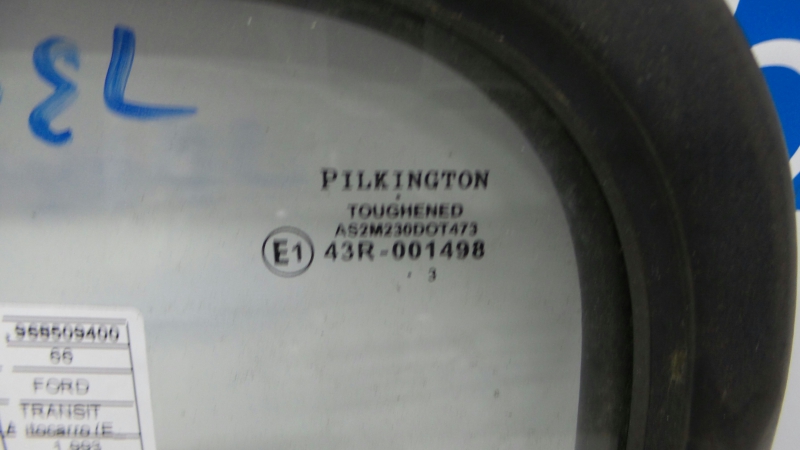 PILKINGTON
TOUGHENED
AS2M230DOT473
E1 43R-001498
3
66
FORD
TRANSIT